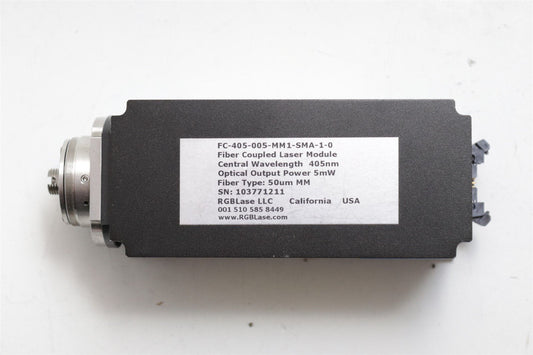 FC-405-005-MM1-SMA-1-0
Fiber Coupled Laser Module
Central Wavelength 405nm
Optical Output Power 5mW
Fiber Type: 50um MM
SN: 103771211
RGBLase LLC California USA
001 510 585 8449
www.RGBLase.com